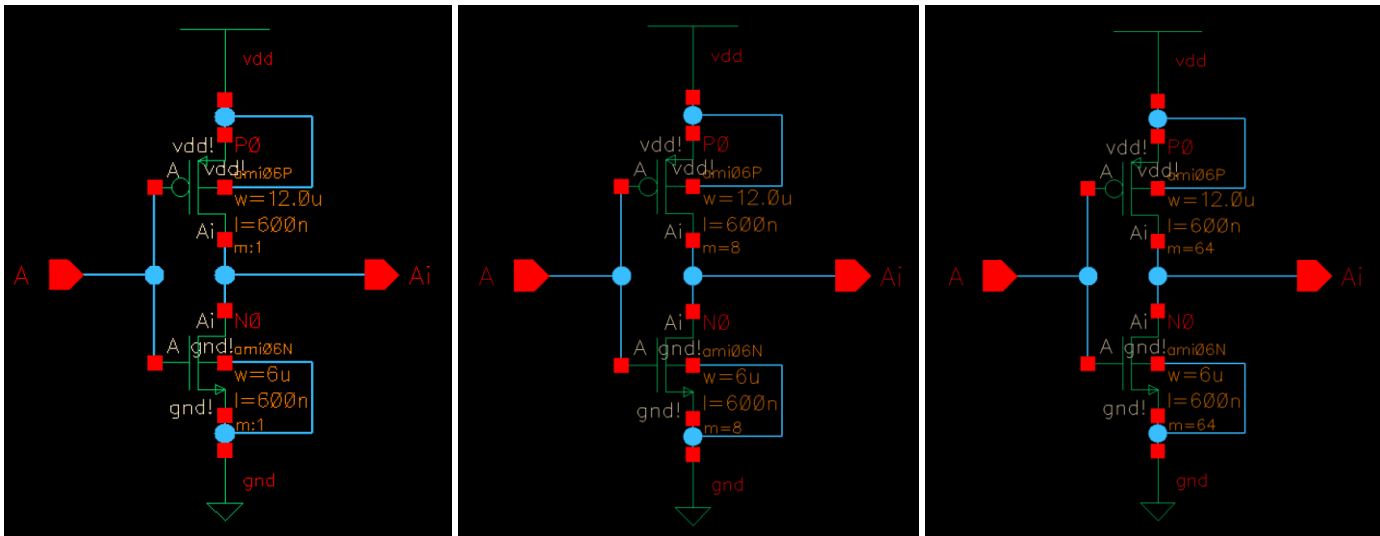 vdd
vdd!
P0
A
vdd!
ami06P
w=12.0u
l=600n
Ai
m:1
A
Ai
Ai
N0
A
gnd!
ami06N
w=6u
l=600n
gnd!
m:1
gnd
vdd
vdd!
P0
A
vdd!
ami06P
w=12.0u
l=600n
Ai
m=8
A
Ai
Ai
N0
A
gnd!
ami06N
w=6u
l=600n
gnd!
m=8
gnd
vdd
vdd!
P0
A
vdd!
ami06P
w=12.0u
l=600n
Ai
m=64
A
Ai
Ai
N0
A
gnd!
ami06N
w=6u
l=600n
gnd!
m=64
gnd